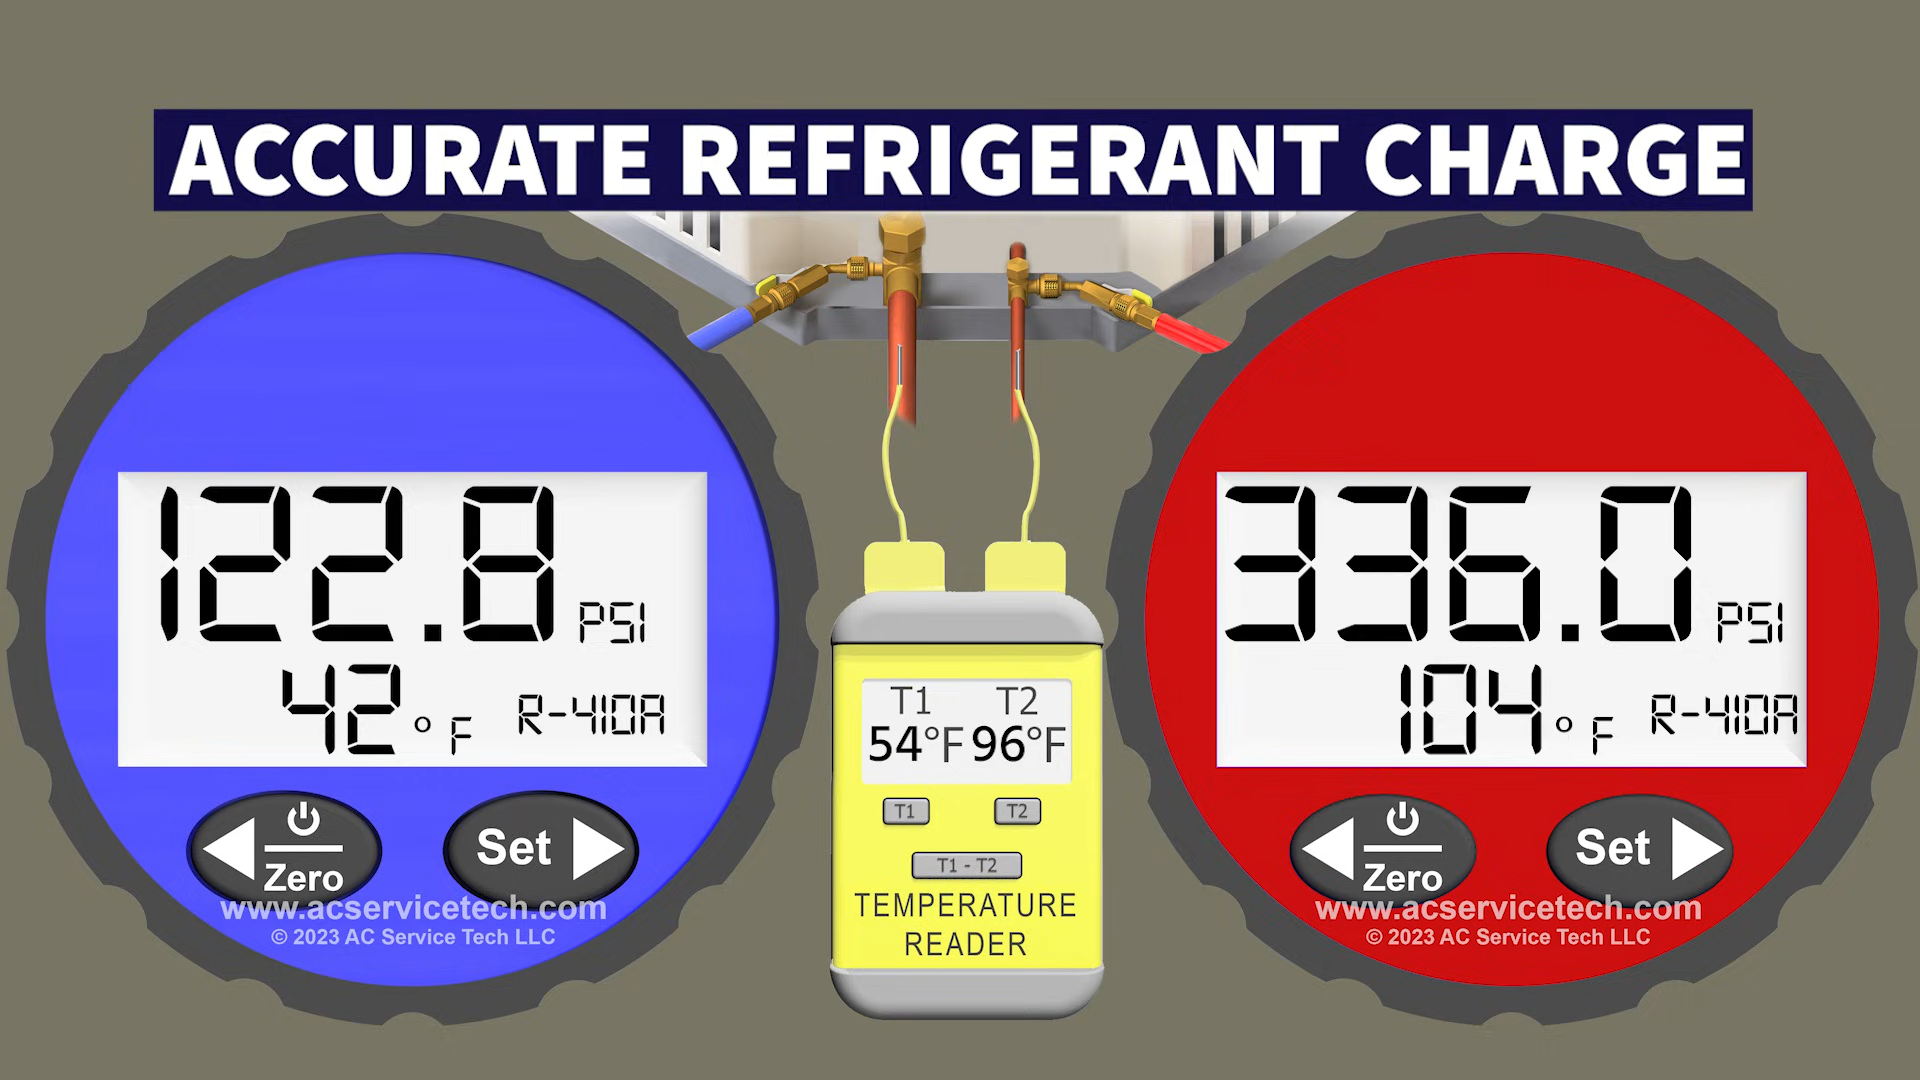 ACCURATE REFRIGERANT CHARGE
122.8 PSI
42° F R-410A
Zero
Set
www.acservicetech.com
© 2023 AC Service Tech LLC
T1 T2
54°F 96°F
T1 T2
T1 - T2
TEMPERATURE
READER
336.0 PSI
104° F R-410A
Zero
Set
www.acservicetech.com
© 2023 AC Service Tech LLC